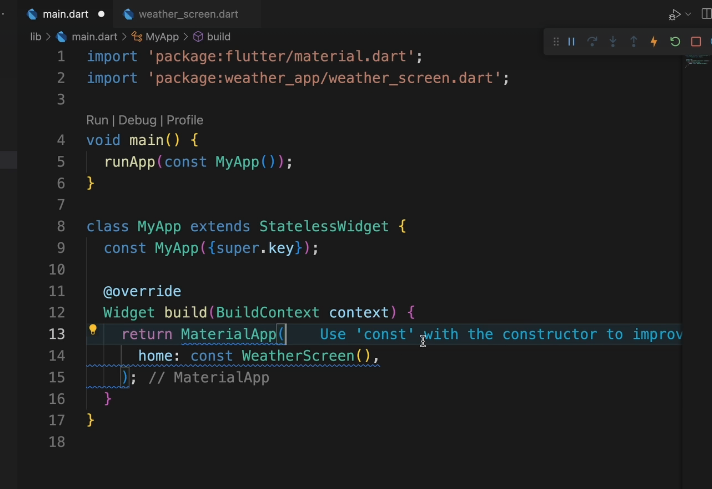 main.dart weather_screen.dart
lib > main.dart > MyApp > build
1 import 'package:flutter/material.dart';
2 import 'package:weather_app/weather_screen.dart';
3
Run | Debug | Profile
4 void main() {
5 runApp(const MyApp());
6 }
7
8 class MyApp extends StatelessWidget {
9 const MyApp({super.key});
10
11 @override
12 Widget build(BuildContext context) {
13 return MaterialApp( Use 'const' with the constructor to improv
14 home: const WeatherScreen(),
15 ); // MaterialApp
16 }
17 }
18